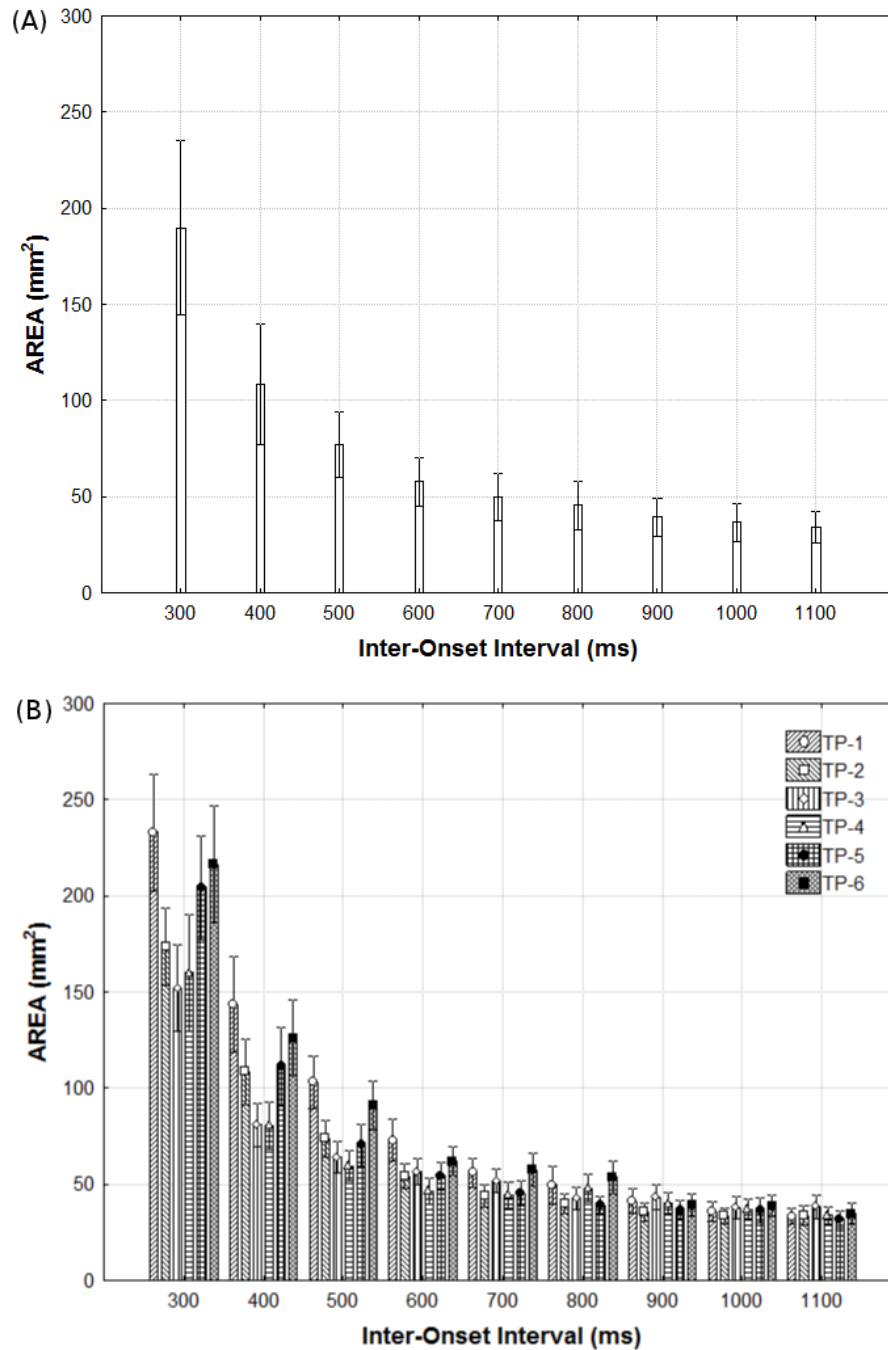 (A)
300
250
200
150
100
50
0
AREA (mm²)
300 400 500 600 700 800 900 1000 1100
Inter-Onset Interval (ms)
(B)
300
250
200
150
100
50
0
AREA (mm²)
TP-1
TP-2
TP-3
TP-4
TP-5
TP-6
300 400 500 600 700 800 900 1000 1100
Inter-Onset Interval (ms)